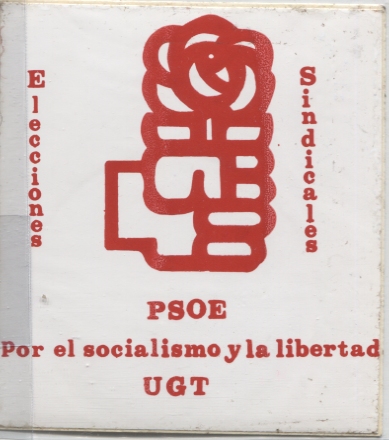 Elecciones
Sindicales
PSOE
Por el socialismo y la libertad
UGT